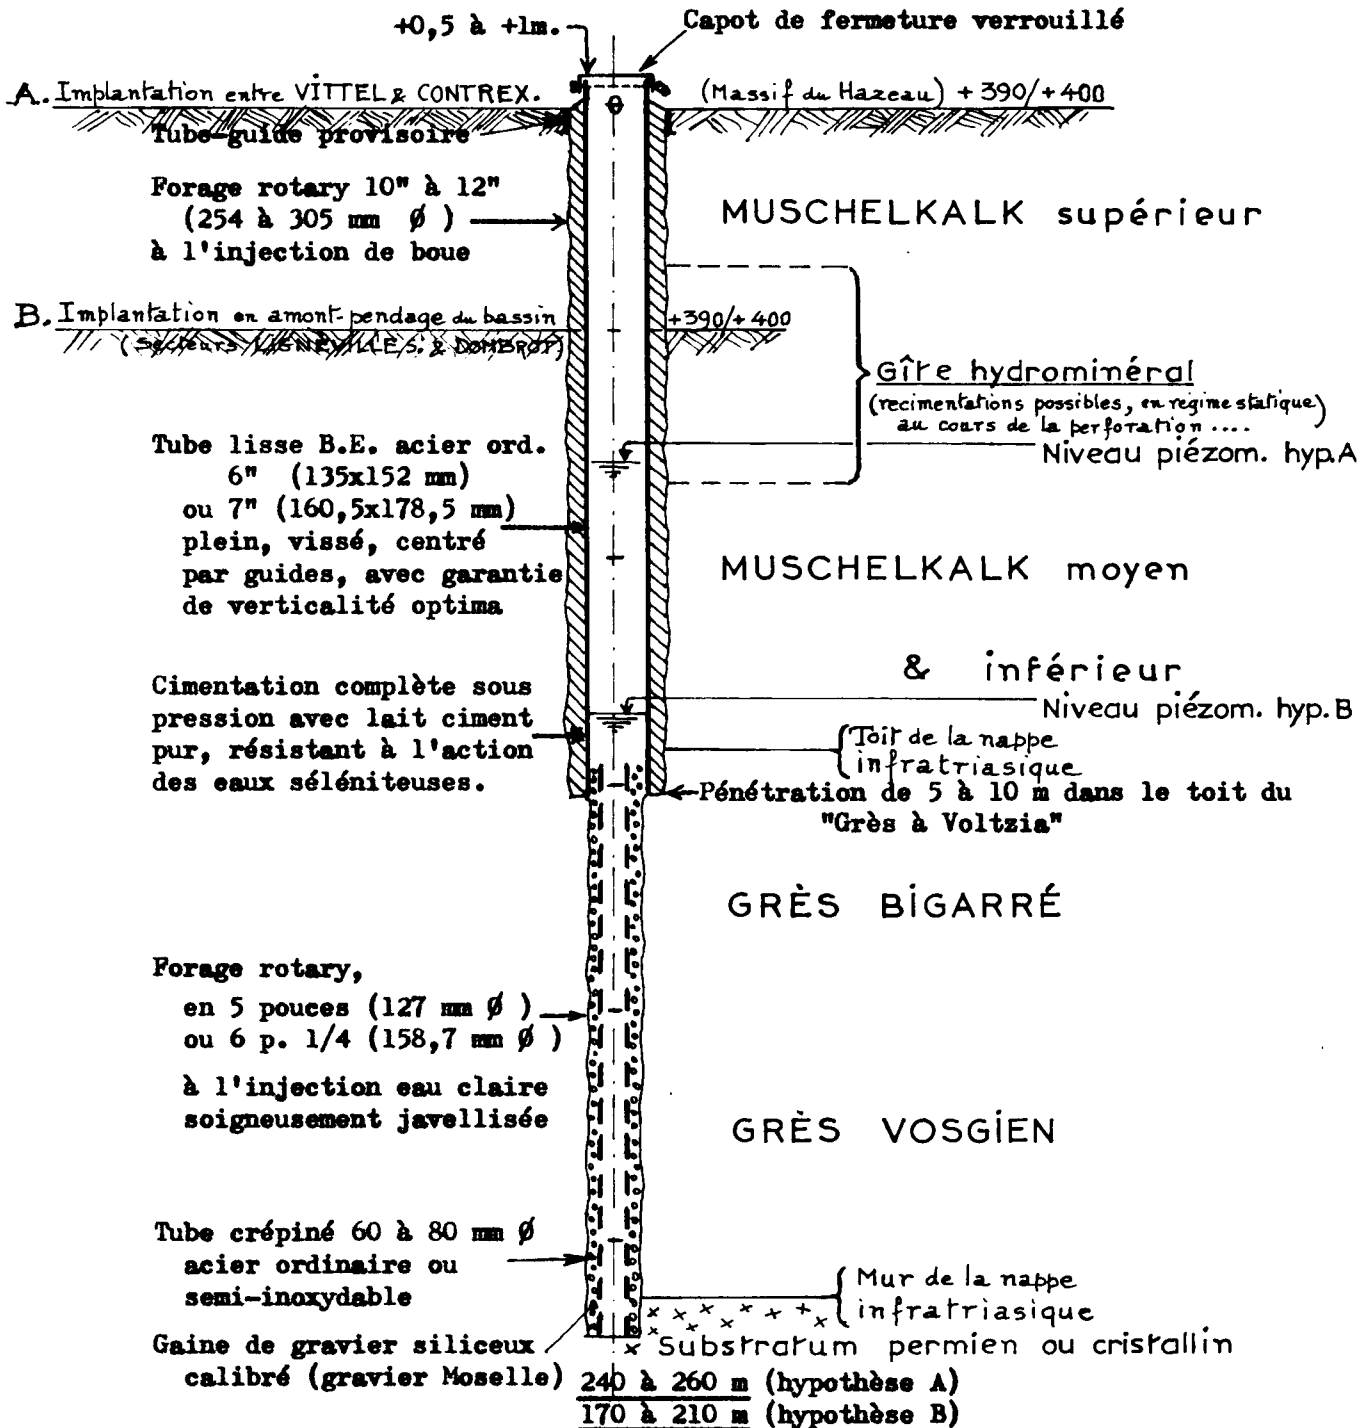 +0,5 à +1m.
Capot de fermeture verrouillé
A. Implantation entre VITTEL & CONTREX.
(Massif du Hazeau) +390/+400
Tube-guide provisoire
Forage rotary 10" à 12"
(254 à 305 mm Ø )
à l'injection de boue
MUSCHELKALK supérieur
B. Implantation en amont-pendage du bassin
+390/+400
(Secteurs LIGNEVILLE S. & DOMBROT)
Gîte hydrominéral
(recimentations possibles, en régime statique)
au cours de la perforation ....
Niveau piézom. hyp.A
Tube lisse B.E. acier ord.
6" (135x152 mm)
ou 7" (160,5x178,5 mm)
plein, vissé, centré
par guides, avec garantie
de verticalité optima
MUSCHELKALK moyen
& inférieur
Niveau piézom. hyp.B
Cimentation complète sous
pression avec lait ciment
pur, résistant à l'action
des eaux séléniteuses.
Toit de la nappe
infratriasique
Pénétration de 5 à 10 m dans le toit du
"Grès à Voltzia"
GRÈS BIGARRÉ
Forage rotary,
en 5 pouces (127 mm Ø )
ou 6 p. 1/4 (158,7 mm Ø )
à l'injection eau claire
soigneusement javellisée
GRÈS VOSGIEN
Tube crépiné 60 à 80 mm Ø
acier ordinaire ou
semi-inoxydable
Mur de la nappe
infratriasique
Substratum permien ou cristallin
Gaine de gravier siliceux
calibré (gravier Moselle)
240 à 260 m (hypothèse A)
170 à 210 m (hypothèse B)